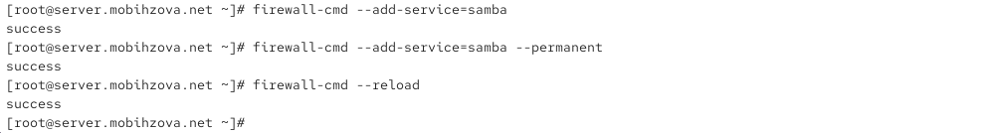 [root@server.mobihzova.net ~]# firewall-cmd --add-service=samba
success
[root@server.mobihzova.net ~]# firewall-cmd --add-service=samba --permanent
success
[root@server.mobihzova.net ~]# firewall-cmd --reload
success
[root@server.mobihzova.net ~]#